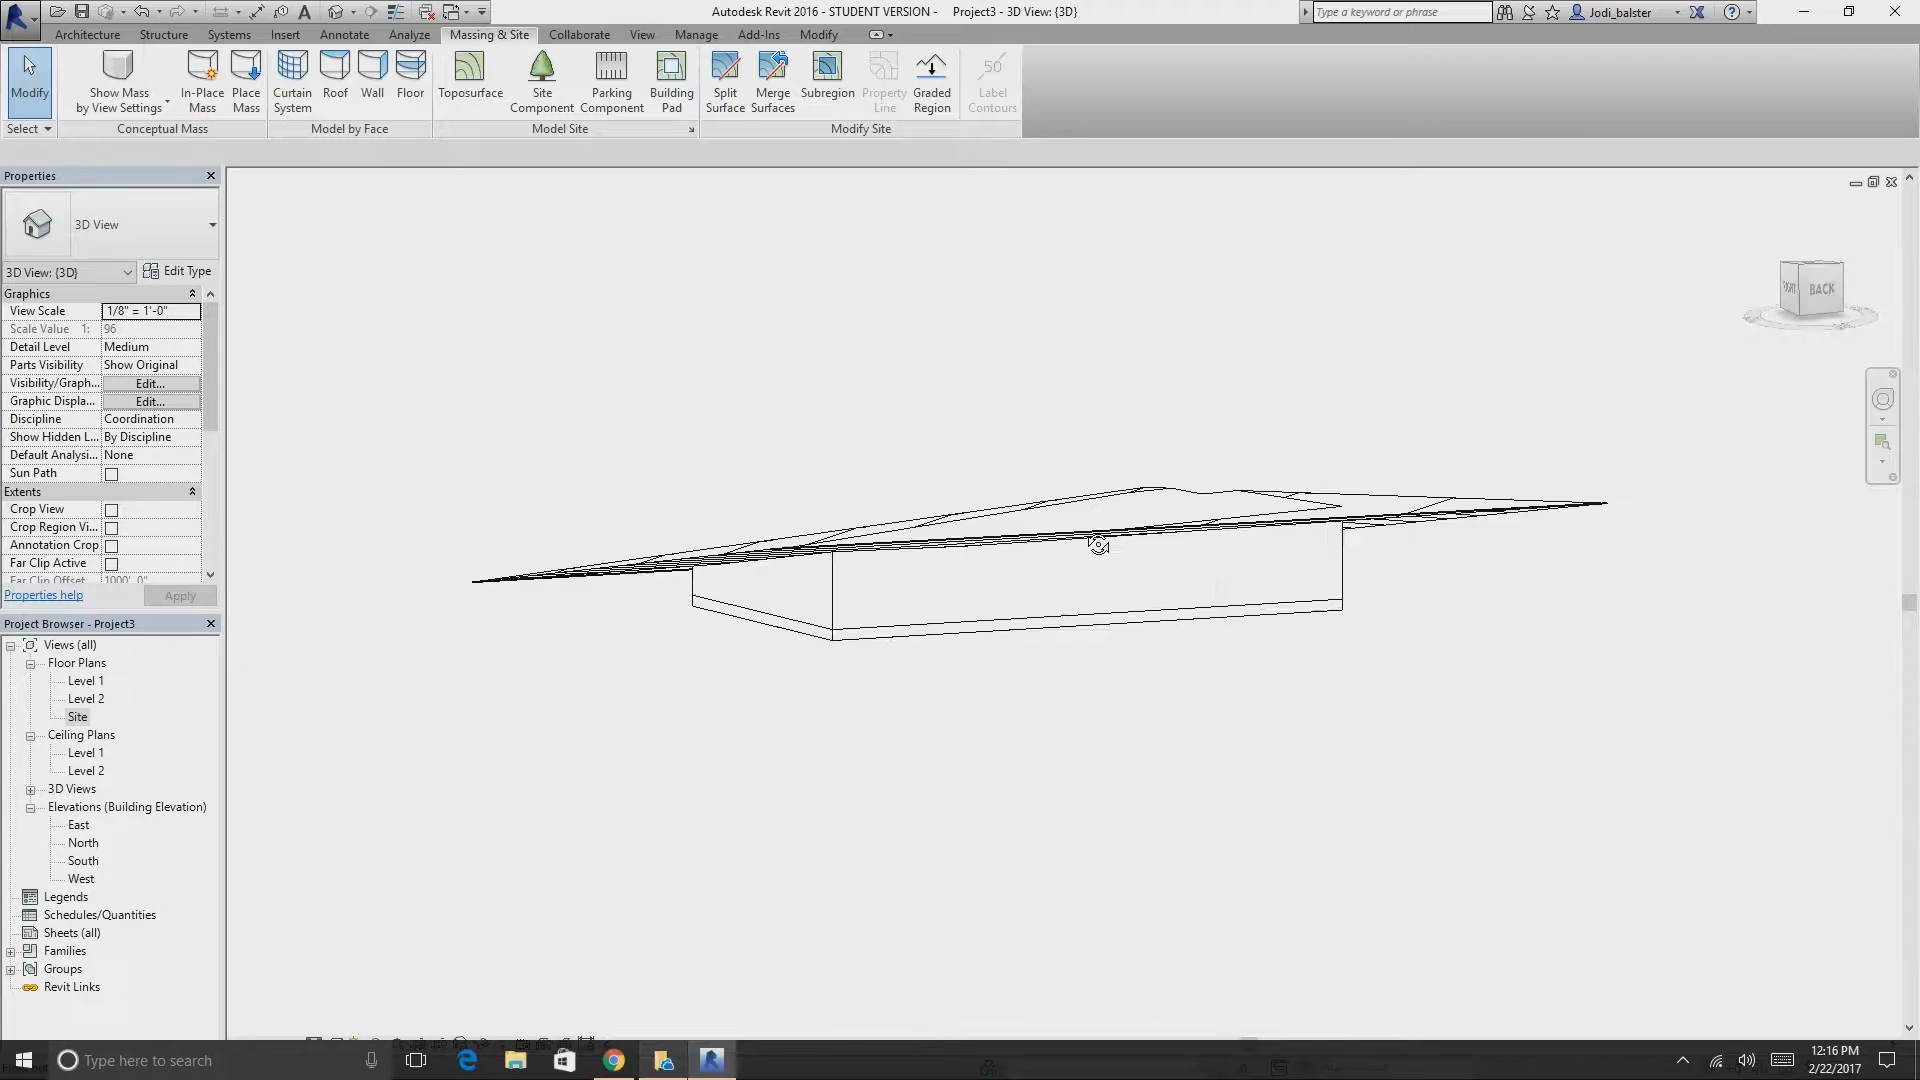 Autodesk Revit 2016 - STUDENT VERSION -     Project3 - 3D View: {3D}
Type a keyword or phrase
Jodi_balster
Architecture Structure Systems Insert Annotate Analyze Massing & Site Collaborate View Manage Add-Ins Modify
Modify
Show Mass
by View Settings
In-Place
Mass
Place
Mass
Curtain
System
Roof
Wall
Floor
Toposurface
Site
Component
Parking
Component
Building
Pad
Split
Surface
Merge
Surfaces
Subregion
Property
Line
Graded
Region
50
Label
Contours
Select
Conceptual Mass
Model by Face
Model Site
Modify Site
Properties
3D View
3D View: {3D}
Edit Type
Graphics
View Scale 1/8" = 1'-0"
Scale Value 1: 96
Detail Level Medium
Parts Visibility Show Original
Visibility/Graph... Edit...
Graphic Displa... Edit...
Discipline Coordination
Show Hidden L... By Discipline
Default Analysi... None
Sun Path
Extents
Crop View
Crop Region Vi...
Annotation Crop
Far Clip Active
Far Clip Offset 1000' 0"
Properties help
Apply
Project Browser - Project3
Views (all)
Floor Plans
Level 1
Level 2
Site
Ceiling Plans
Level 1
Level 2
3D Views
Elevations (Building Elevation)
East
North
South
West
Legends
Schedules/Quantities
Sheets (all)
Families
Groups
Revit Links
RIGHT
BACK
Type here to search
12:16 PM
2/22/2017